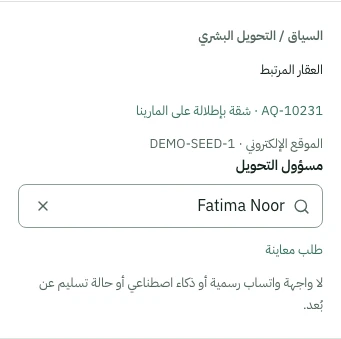 السياق / التحويل البشري
العقار المرتبط
AQ-10231 · شقة بإطلالة على المارينا
الموقع الإلكتروني · DEMO-SEED-1
مسؤول التحويل
Fatima Noor
طلب معاينة
لا واجهة واتساب رسمية أو ذكاء اصطناعي أو حالة تسليم عن
بُعد.